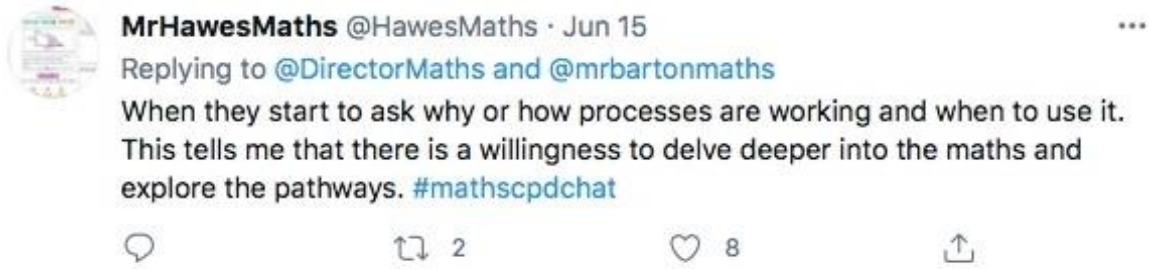 MrHawesMaths @HawesMaths · Jun 15
Replying to @DirectorMaths and @mrbartonmaths
When they start to ask why or how processes are working and when to use it.
This tells me that there is a willingness to delve deeper into the maths and
explore the pathways. #mathscpdchat
2 8